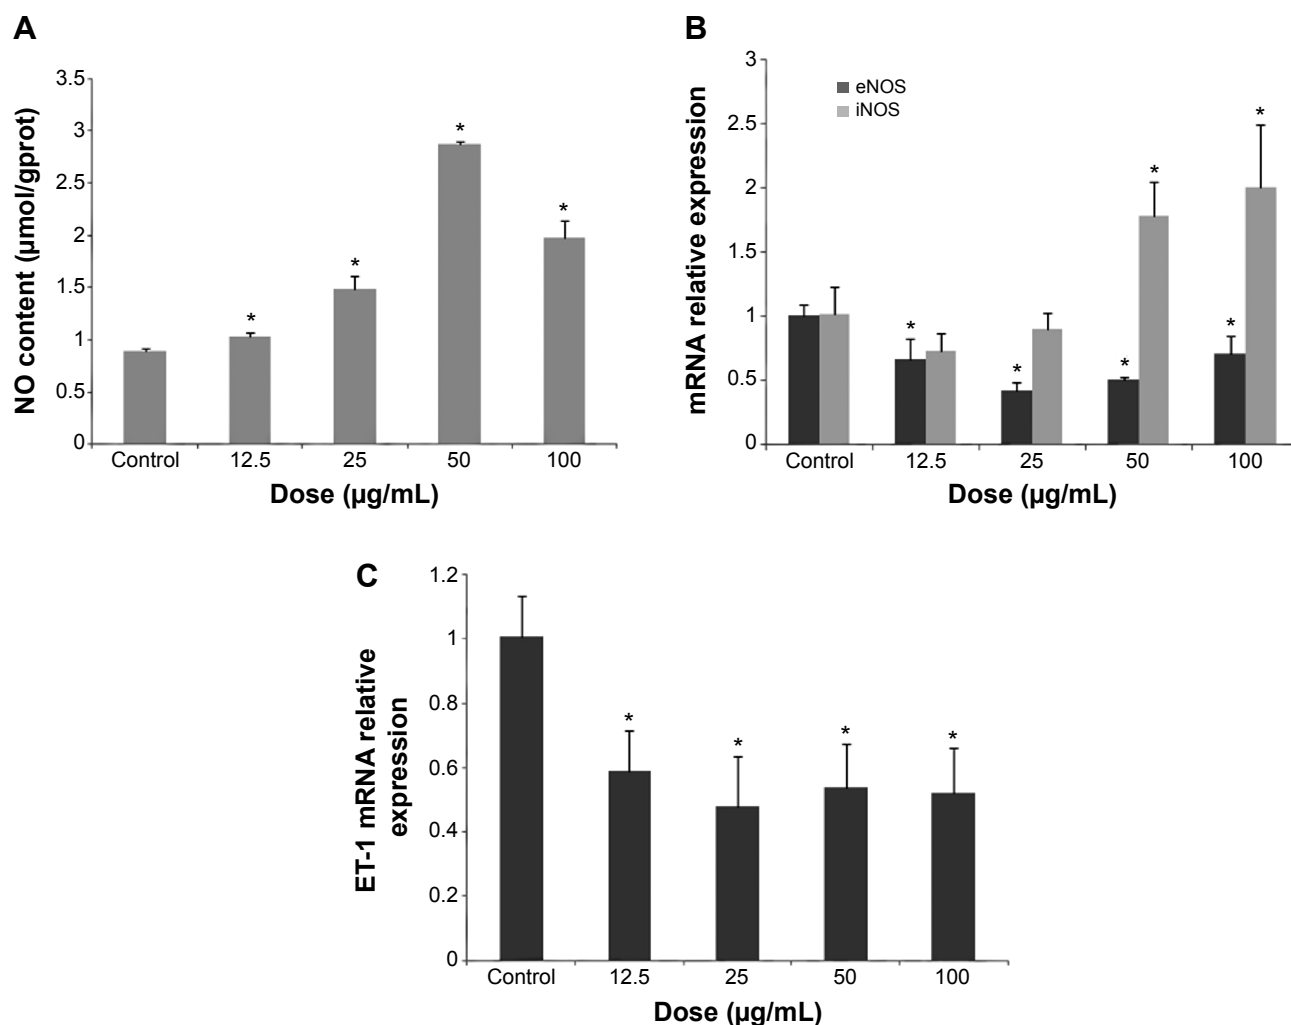 A
NO content (µmol/gprot)
3.5
3
2.5
2
1.5
1
0.5
0
*
*
*
*
Control 12.5 25 50 100
Dose (µg/mL)
B
mRNA relative expression
3
2.5
2
1.5
1
0.5
0
eNOS
iNOS
*
*
*
*
*
*
Control 12.5 25 50 100
Dose (µg/mL)
C
ET-1 mRNA relative
expression
1.2
1
0.8
0.6
0.4
0.2
0
*
*
*
*
Control 12.5 25 50 100
Dose (µg/mL)